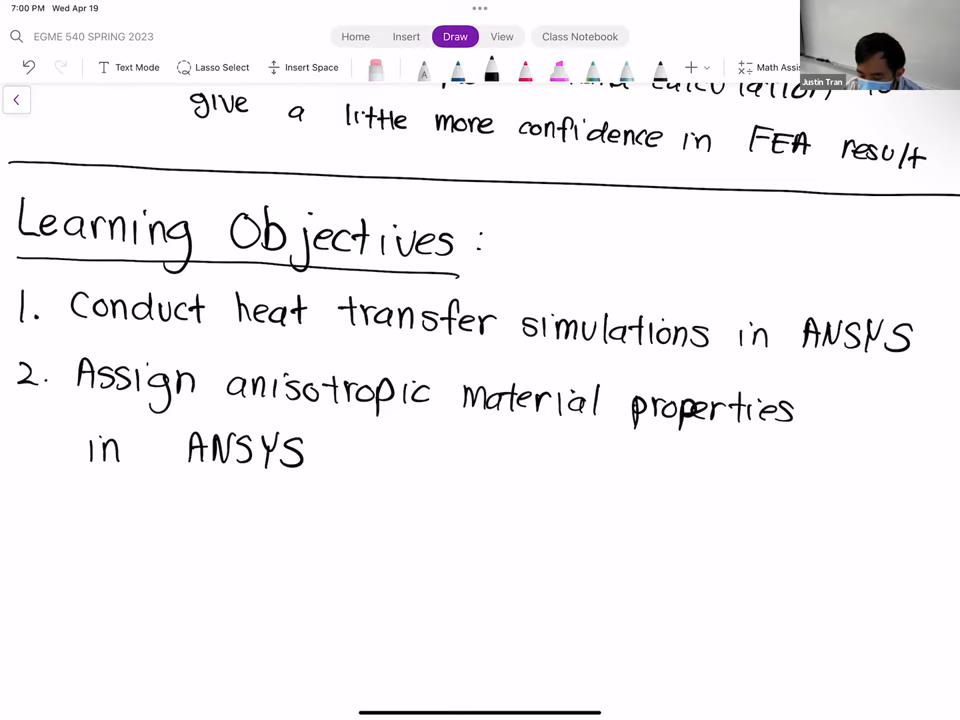 7:00 PM Wed Apr 19
EGME 540 SPRING 2023
Home Insert Draw View Class Notebook
Text Mode Lasso Select Insert Space A Math Assis
Justin Tran
calculation, to
give a little more confidence in FEA result
Learning Objectives :
1. Conduct heat transfer simulations in ANSYS
2. Assign anisotropic material properties
in ANSYS